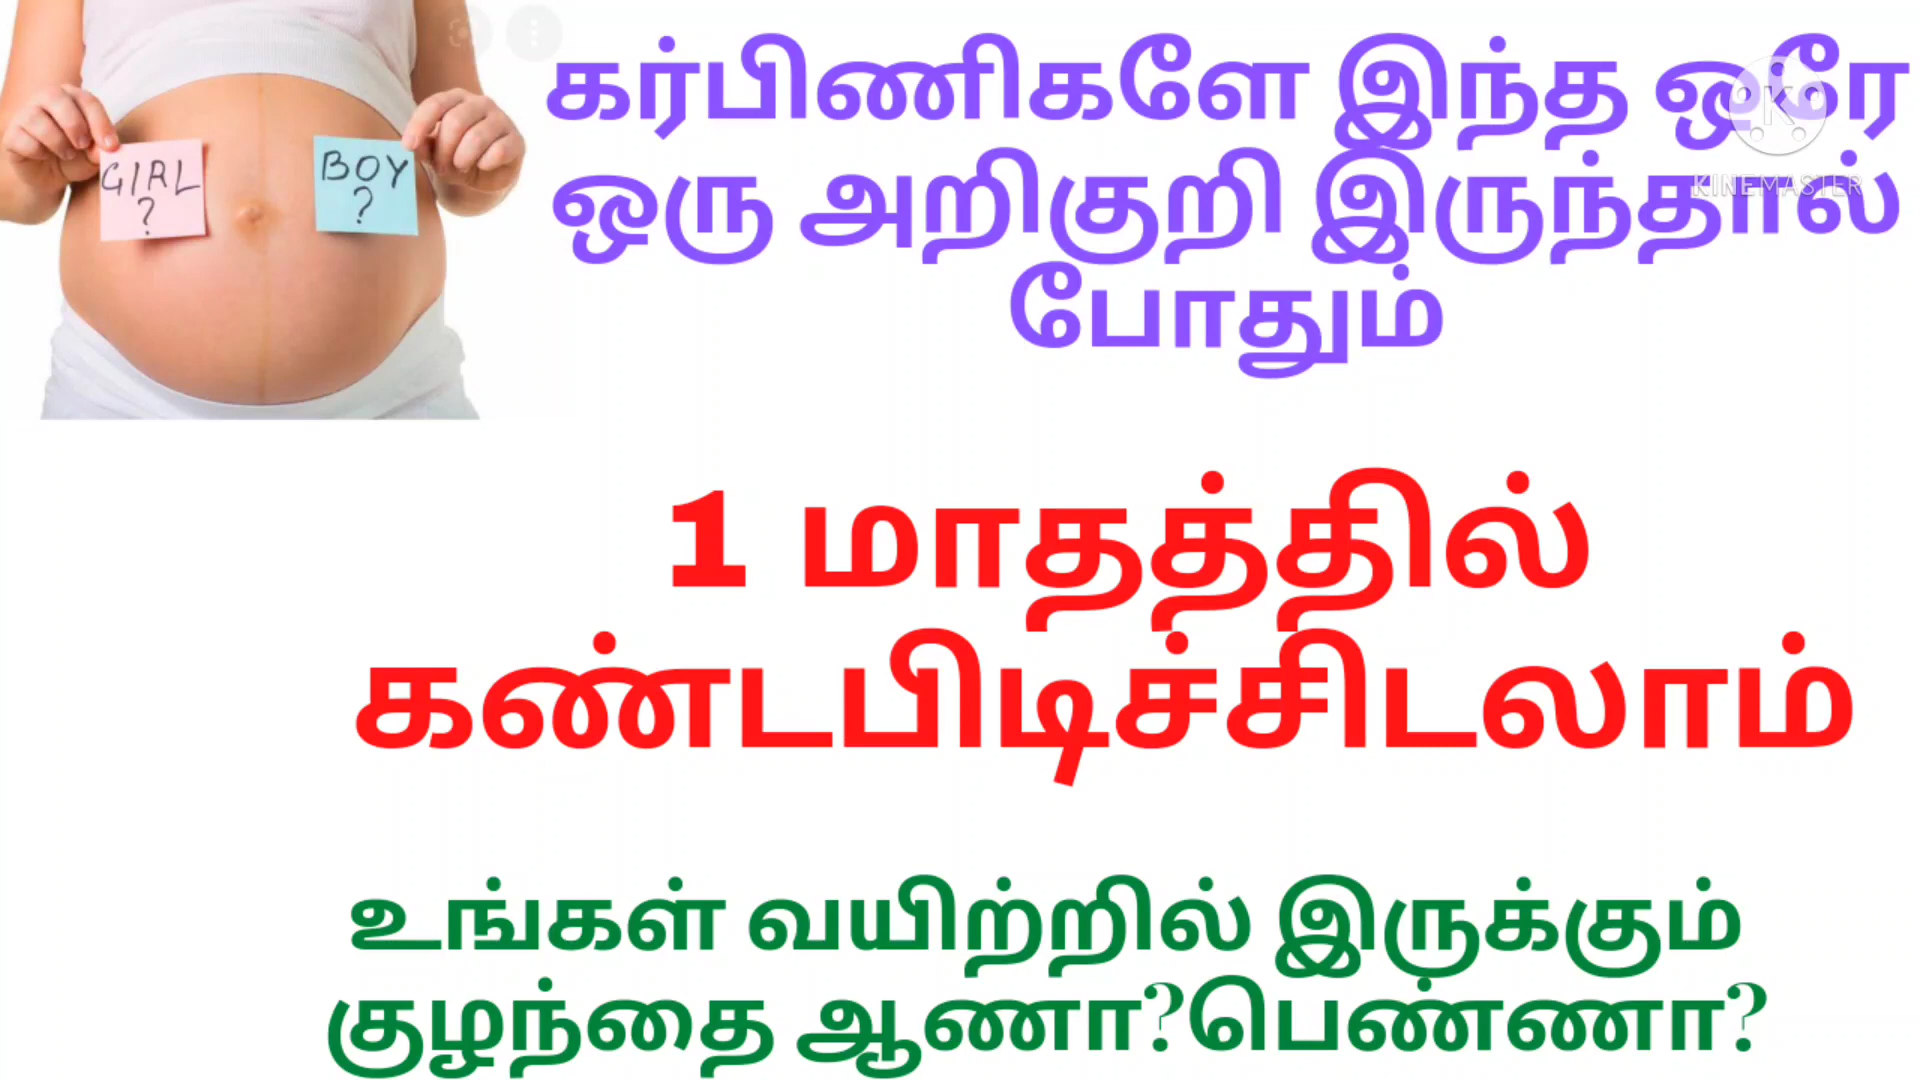 GIRL
?
BOY
?
கர்பிணிகளே இந்த ஒரே
ஒரு அறிகுறி இருந்தால்
போதும்
KINEMASTER
1 மாதத்தில்
கண்டபிடிச்சிடலாம்
உங்கள் வயிற்றில் இருக்கும்
குழந்தை ஆணா?பெண்ணா?